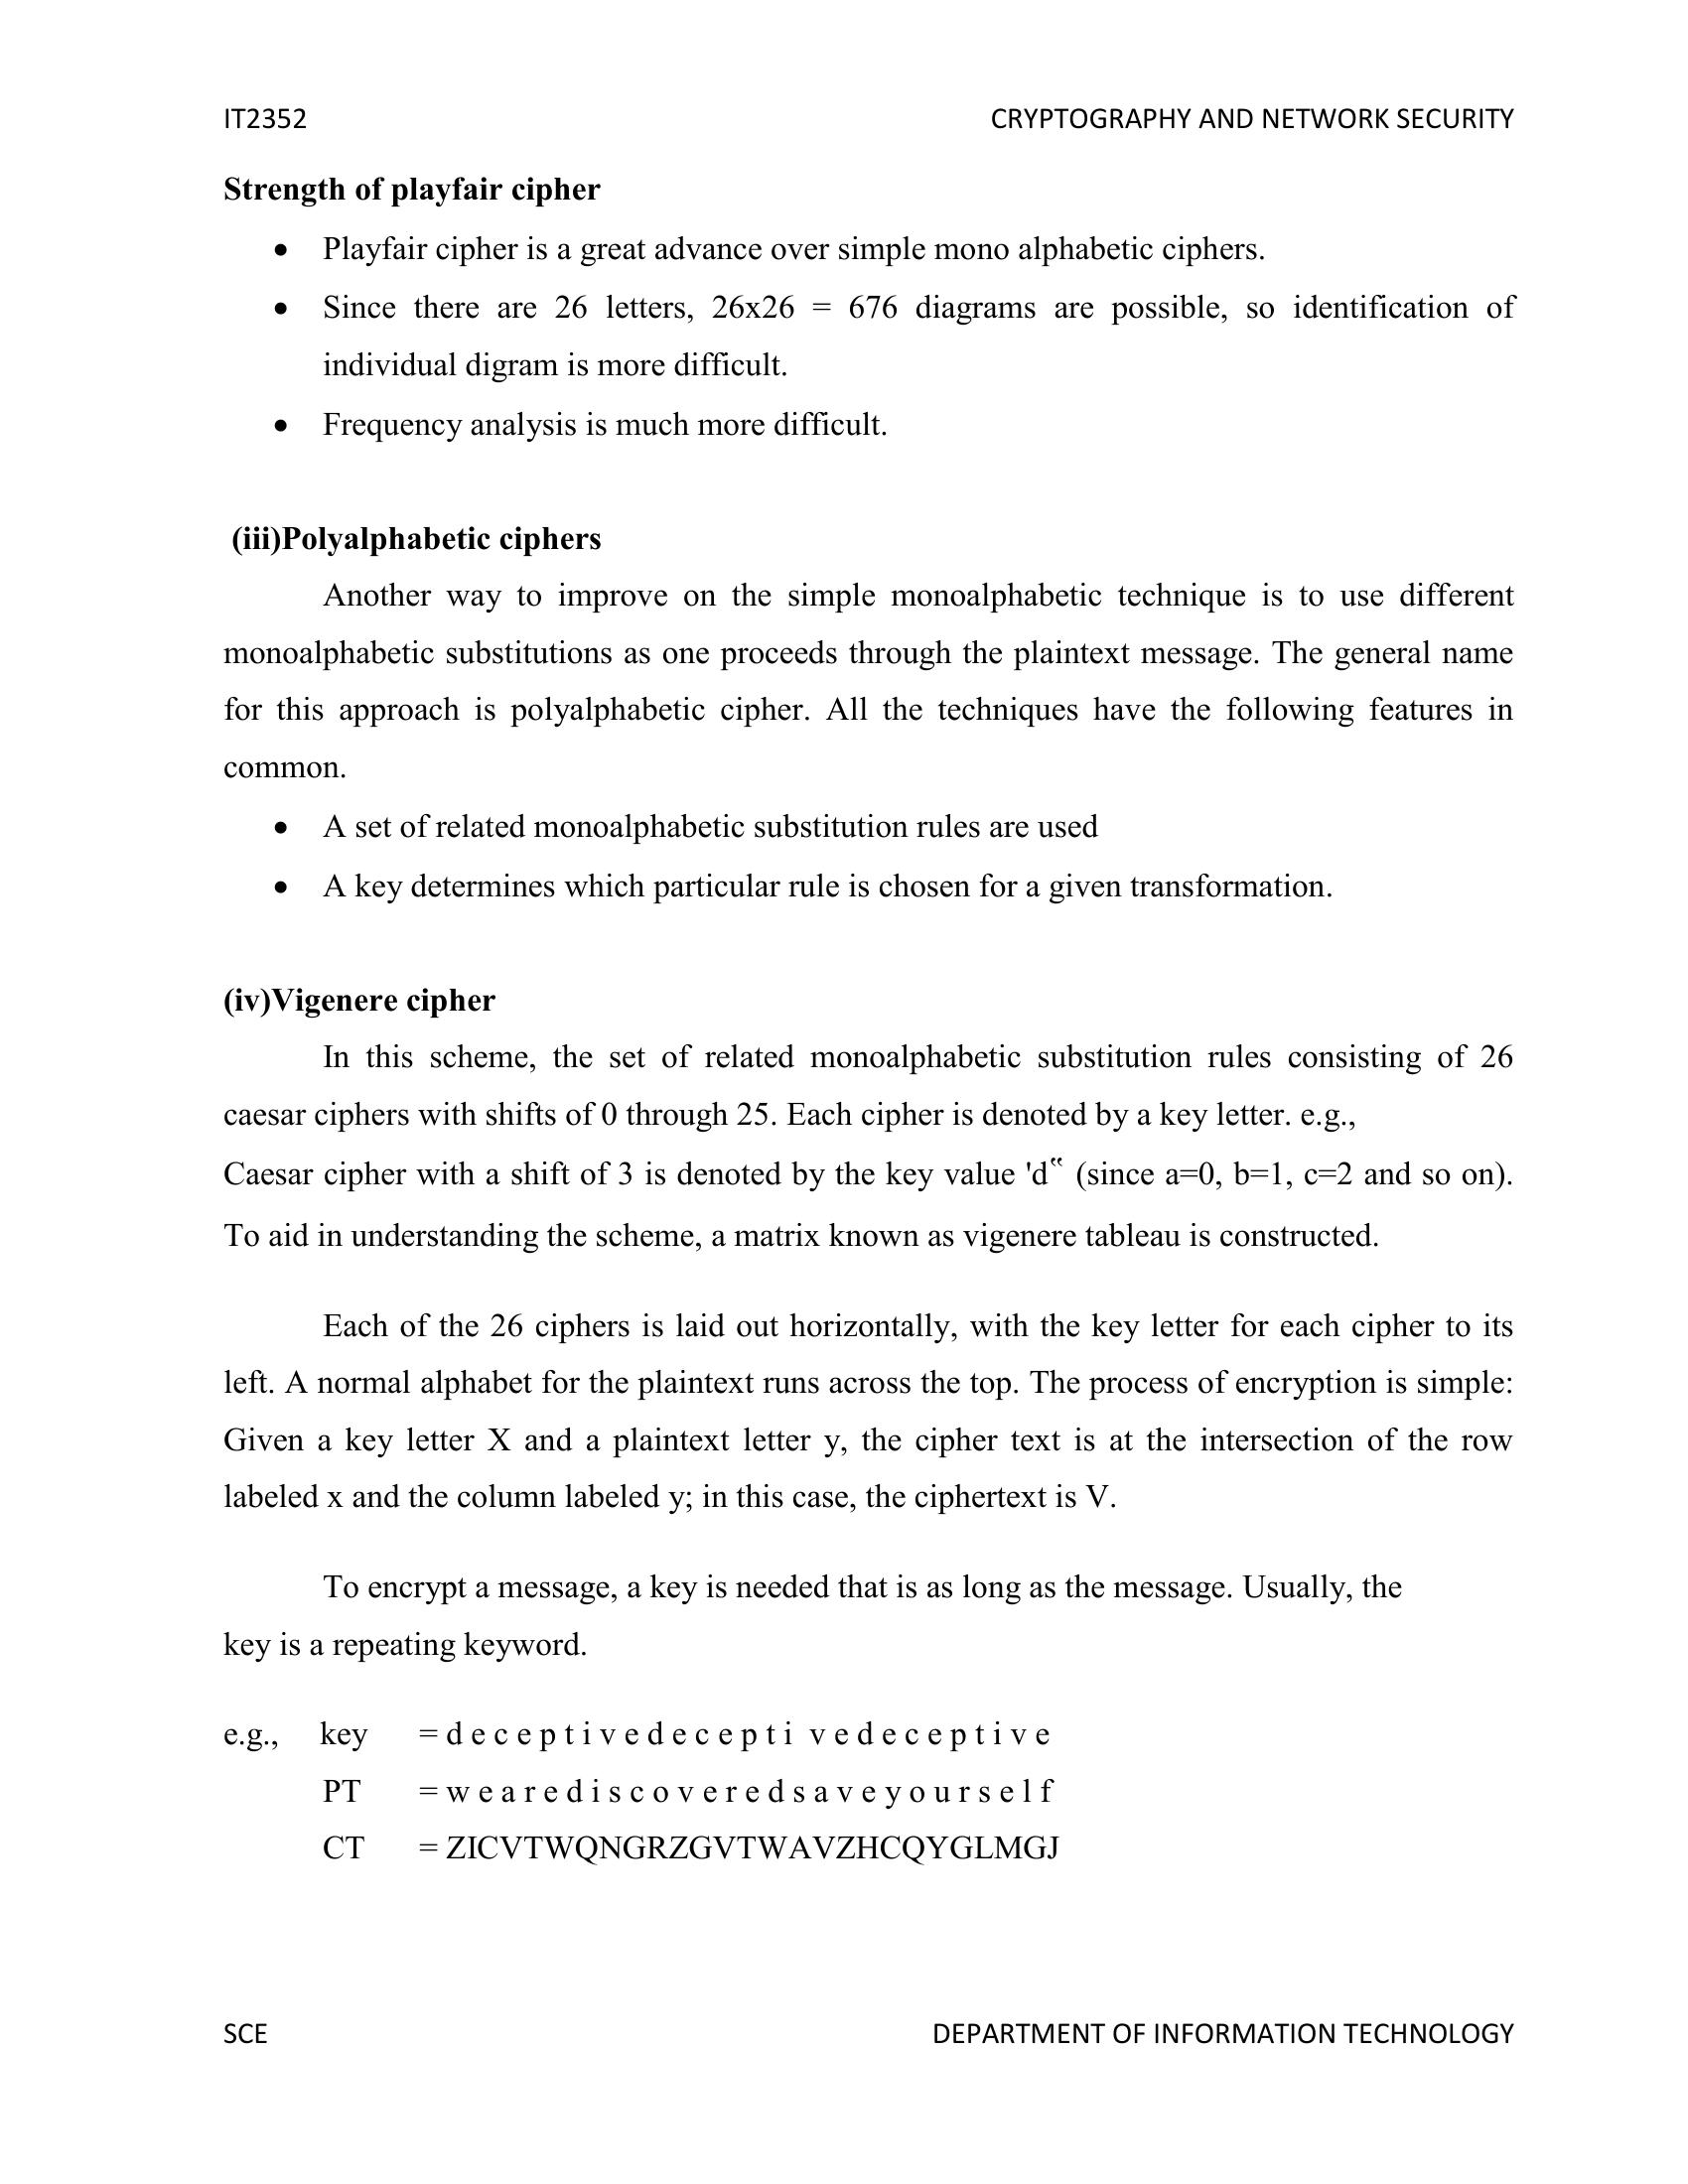 IT2352 CRYPTOGRAPHY AND NETWORK SECURITY
Strength of playfair cipher
• Playfair cipher is a great advance over simple mono alphabetic ciphers.
• Since there are 26 letters, 26x26 = 676 diagrams are possible, so identification of
individual digram is more difficult.
• Frequency analysis is much more difficult.
(iii)Polyalphabetic ciphers
Another way to improve on the simple monoalphabetic technique is to use different
monoalphabetic substitutions as one proceeds through the plaintext message. The general name
for this approach is polyalphabetic cipher. All the techniques have the following features in
common.
• A set of related monoalphabetic substitution rules are used
• A key determines which particular rule is chosen for a given transformation.
(iv)Vigenere cipher
In this scheme, the set of related monoalphabetic substitution rules consisting of 26
caesar ciphers with shifts of 0 through 25. Each cipher is denoted by a key letter. e.g.,
Caesar cipher with a shift of 3 is denoted by the key value 'd‟ (since a=0, b=1, c=2 and so on).
To aid in understanding the scheme, a matrix known as vigenere tableau is constructed.
Each of the 26 ciphers is laid out horizontally, with the key letter for each cipher to its
left. A normal alphabet for the plaintext runs across the top. The process of encryption is simple:
Given a key letter X and a plaintext letter y, the cipher text is at the intersection of the row
labeled x and the column labeled y; in this case, the ciphertext is V.
To encrypt a message, a key is needed that is as long as the message. Usually, the
key is a repeating keyword.
e.g., key = d e c e p t i v e d e c e p t i v e d e c e p t i v e
PT = w e a r e d i s c o v e r e d s a v e y o u r s e l f
CT = ZICVTWQNGRZGVTWAVZHCQYGLMGJ
SCE DEPARTMENT OF INFORMATION TECHNOLOGY